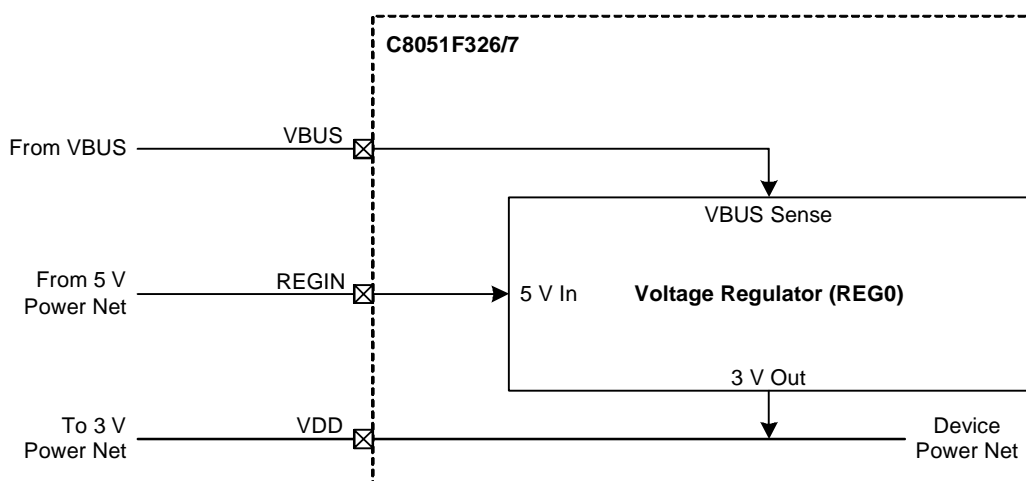 C8051F326/7
From VBUS
VBUS
VBUS Sense
From 5 V
Power Net
REGIN
5 V In
Voltage Regulator (REG0)
3 V Out
To 3 V
Power Net
VDD
Device
Power Net